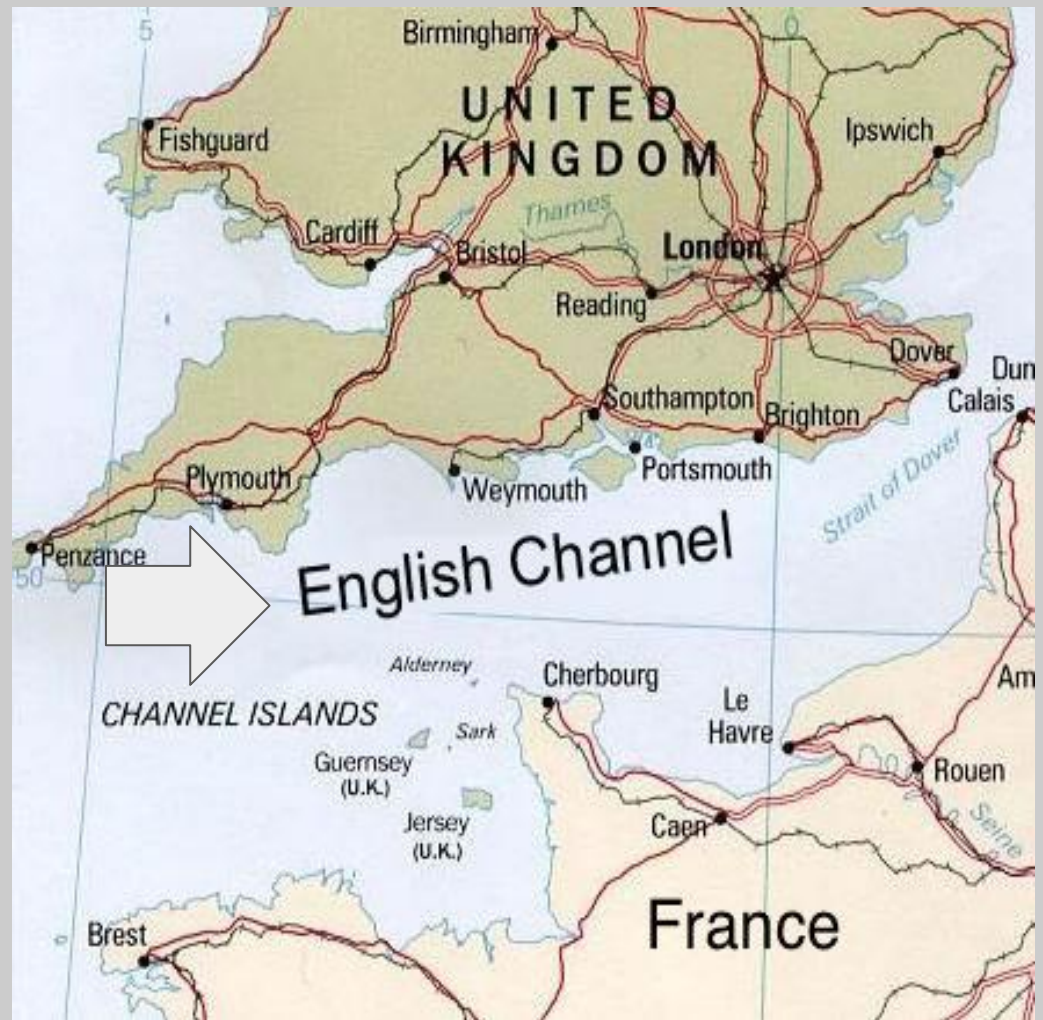 5
0
Birmingham
UNITED
KINGDOM
Ipswich
Fishguard
Thames
Cardiff
Bristol
London
Reading
Dover
Dun
Calais
Southampton
Brighton
Plymouth
Portsmouth
Weymouth
Strait of Dover
Penzance
50
English Channel
Alderney
Cherbourg
Am
CHANNEL ISLANDS
Le
Havre
Sark
Guernsey
(U.K.)
Rouen
Jersey
(U.K.)
Caen
Seine
Brest
France